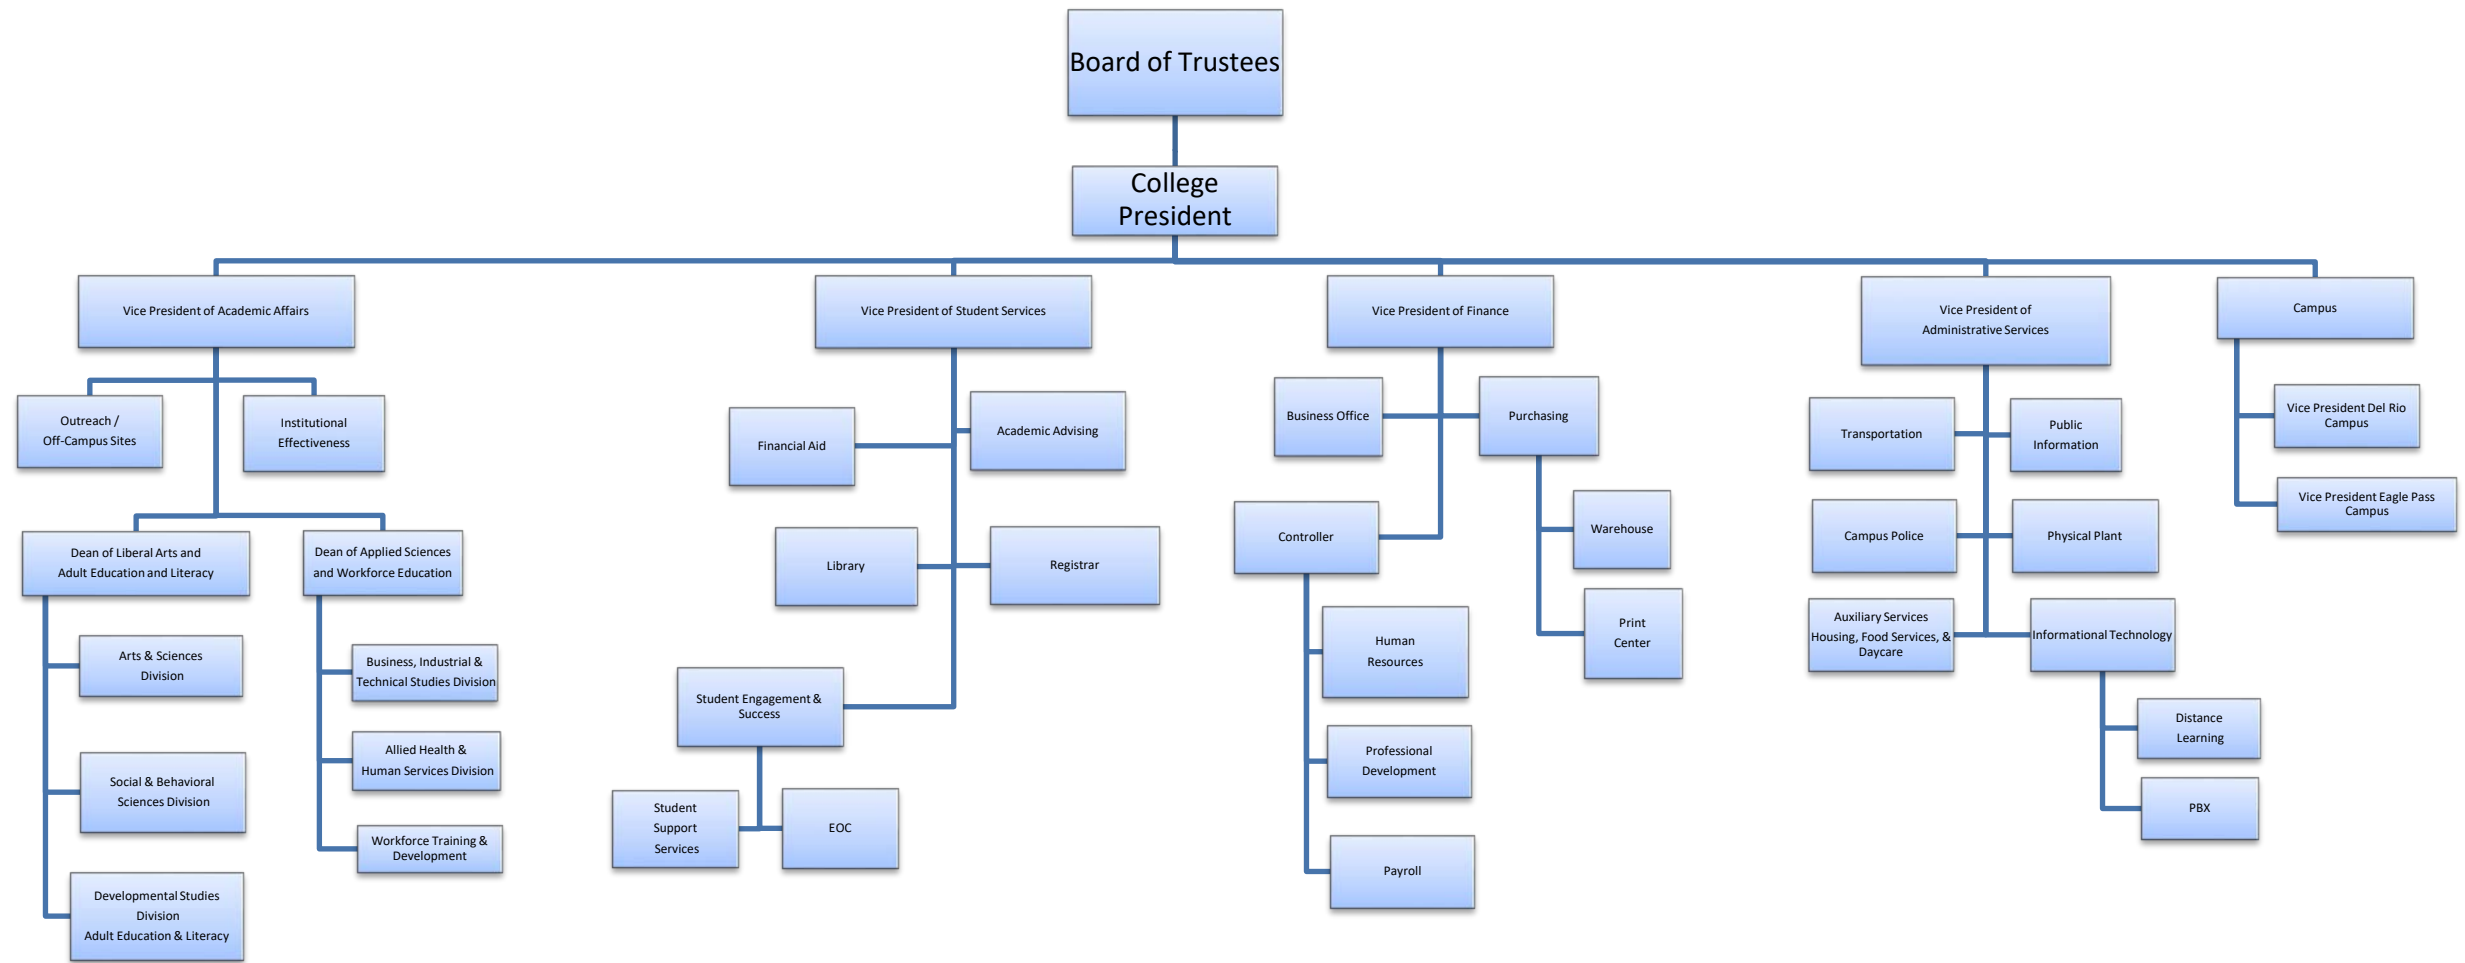 Board of Trustees
College
President
Vice President of Academic Affairs
Vice President of Student Services
Vice President of Finance
Vice President of
Administrative Services
Campus
Outreach /
Off-Campus Sites
Institutional
Effectiveness
Dean of Liberal Arts and
Adult Education and Literacy
Dean of Applied Sciences
and Workforce Education
Arts & Sciences
Division
Social & Behavioral
Sciences Division
Developmental Studies
Division
Adult Education & Literacy
Business, Industrial &
Technical Studies Division
Allied Health &
Human Services Division
Workforce Training &
Development
Financial Aid
Academic Advising
Library
Registrar
Student Engagement &
Success
Student
Support
Services
EOC
Business Office
Purchasing
Controller
Warehouse
Print
Center
Human
Resources
Professional
Development
Payroll
Transportation
Public
Information
Campus Police
Physical Plant
Auxiliary Services
Housing, Food Services, &
Daycare
Informational Technology
Distance
Learning
PBX
Vice President Del Rio
Campus
Vice President Eagle Pass
Campus